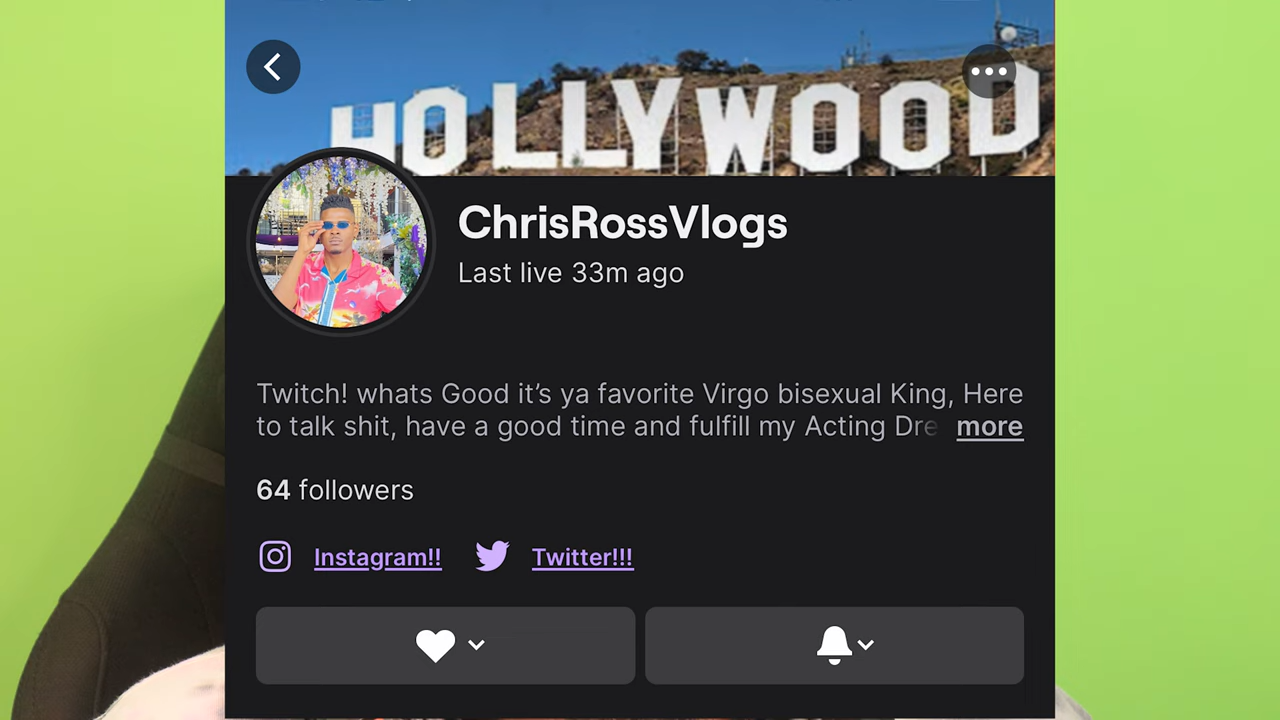 HOLLYWOOD
ChrisRossVlogs
Last live 33m ago
Twitch! whats Good it's ya favorite Virgo bisexual King, Here
to talk shit, have a good time and fulfill my Acting Dre more
64 followers
Instagram!! Twitter!!!